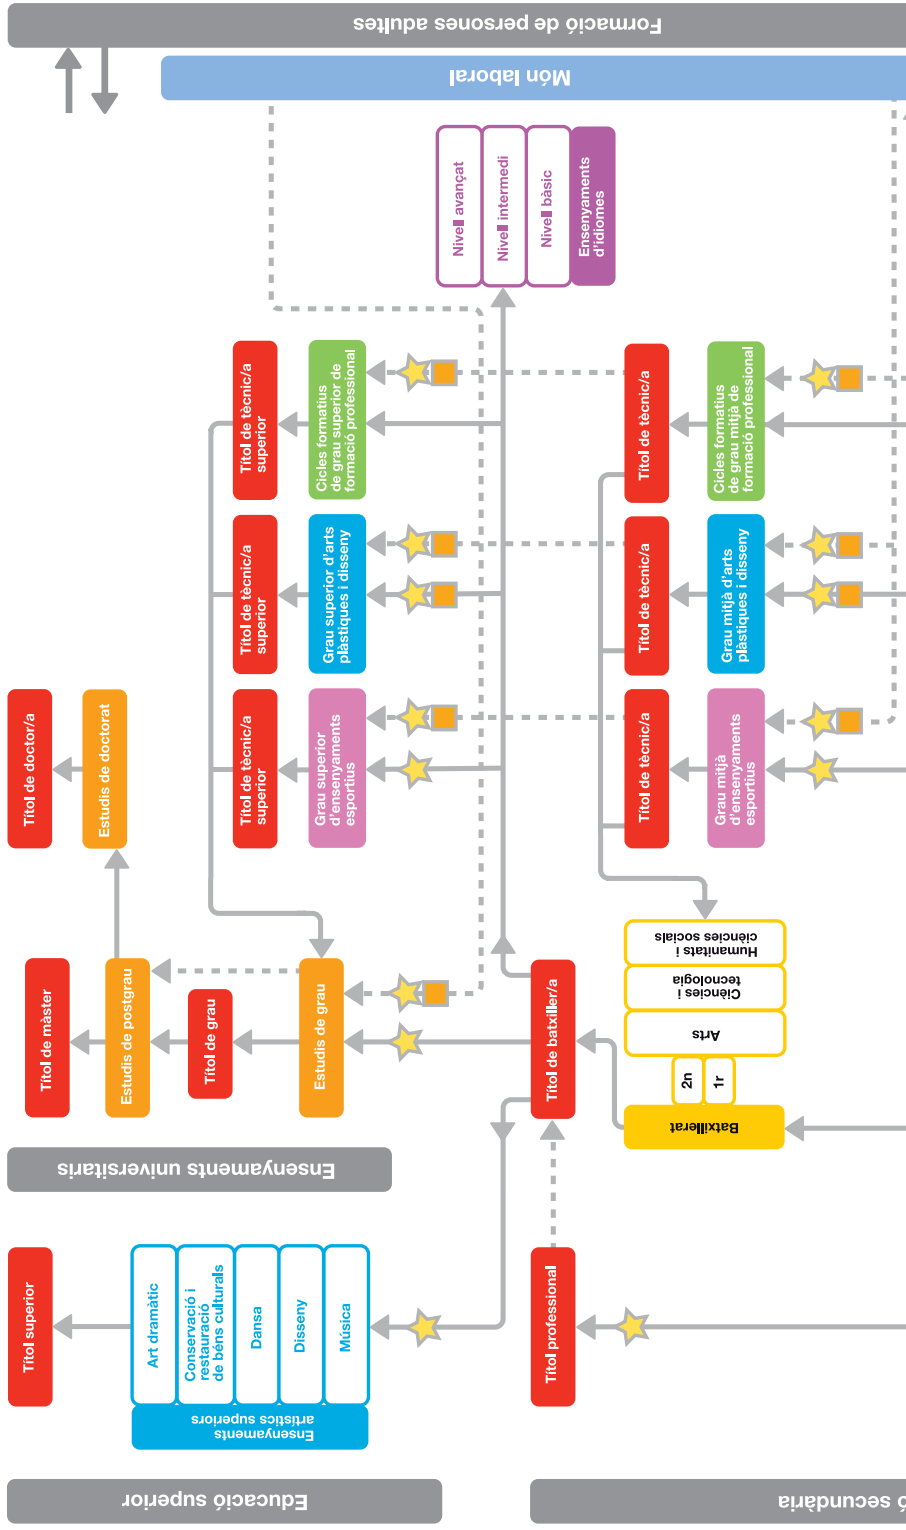 Formació de persones adultes
Món laboral
Nivell avançat
Nivell intermedi
Nivell bàsic
Ensenyaments
d'idiomes
Títol de tècnic/a
superior
Cicles formatius
de grau superior de
formació professional
Títol de tècnic/a
Cicles formatius
de grau mitjà de
formació professional
Títol de tècnic/a
superior
Grau superior d'arts
plàstiques i disseny
Títol de tècnic/a
Grau mitjà d'arts
plàstiques i disseny
Títol de doctor/a
Estudis de doctorat
Títol de tècnic/a
superior
Grau superior
d'ensenyaments
esportius
Títol de tècnic/a
Grau mitjà
d'ensenyaments
esportius
Títol de màster
Estudis de postgrau
Títol de grau
Estudis de grau
Títol de batxiller/a
Humanitats i
ciències socials
Ciències i
tecnologia
Arts
2n
1r
Batxillerat
Ensenyaments universitaris
Títol superior
Art dramàtic
Conservació i
restauració
de béns culturals
Dansa
Disseny
Música
Ensenyaments
artístics superiors
Títol professional
Educació superior
ó secundària